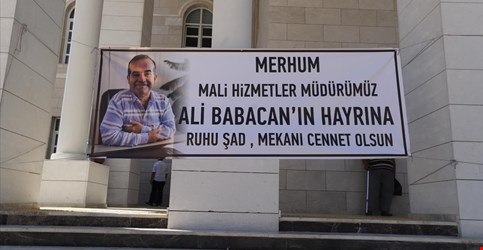 MERHUM
MALİ HİZMETLER MÜDÜRÜMÜZ
ALİ BABACAN'IN HAYRINA
RUHU ŞAD , MEKANI CENNET OLSUN